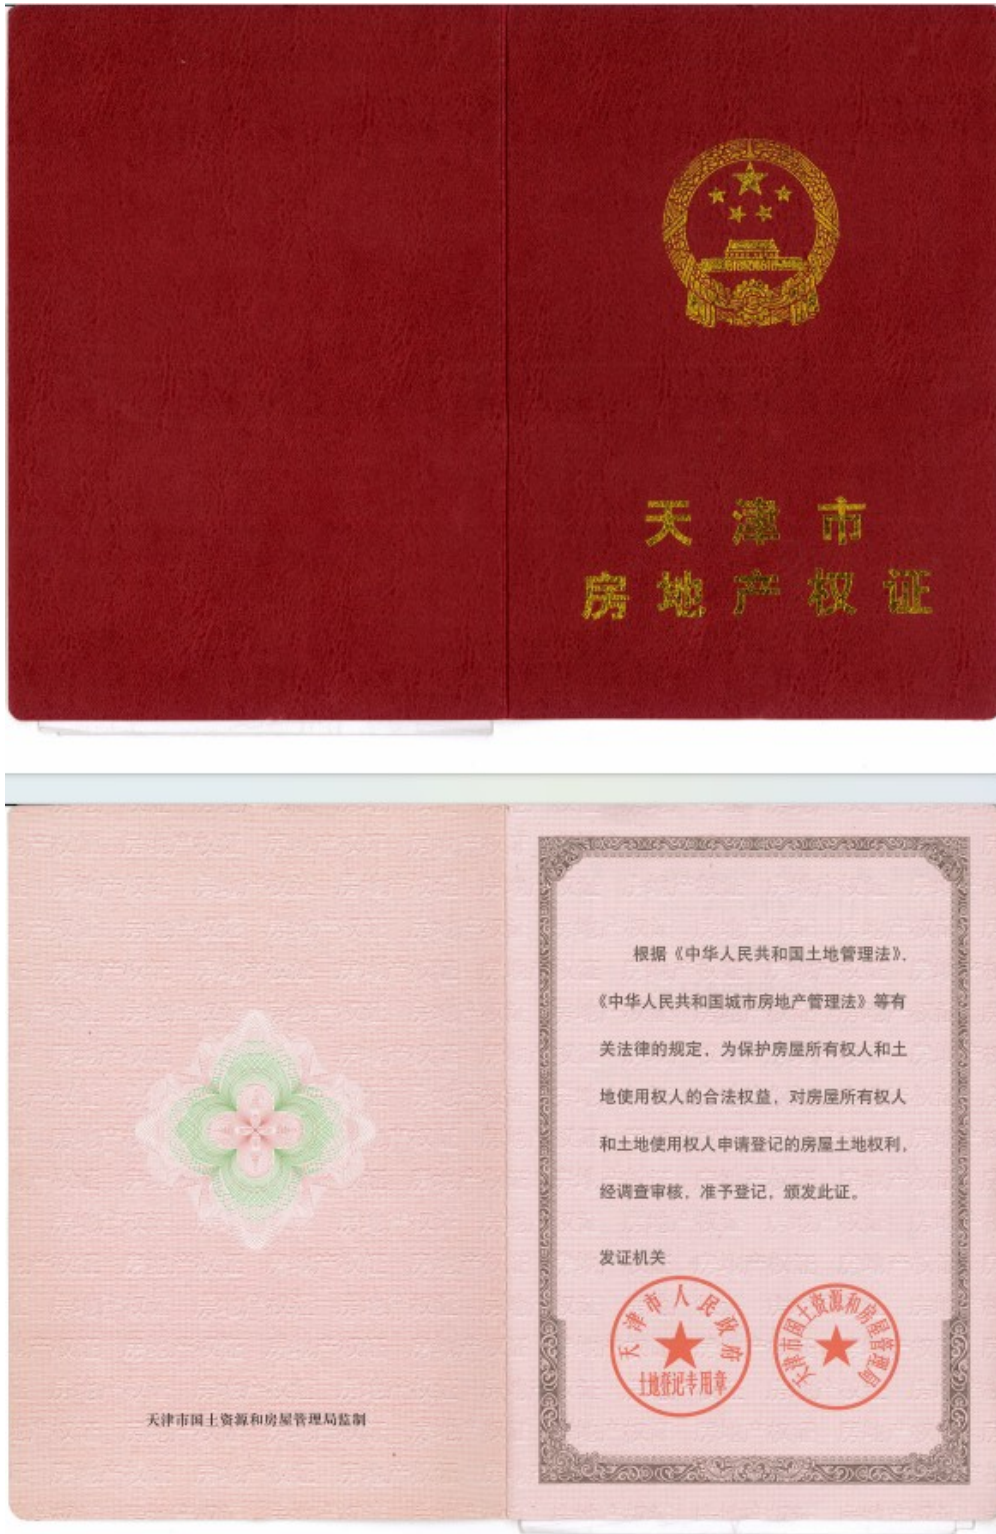 天津市
房地产权证
根据《中华人民共和国土地管理法》、
《中华人民共和国城市房地产管理法》等有
关法律的规定，为保护房屋所有权人和土
地使用权人的合法权益，对房屋所有权人
和土地使用权人申请登记的房屋土地权利，
经调查审核，准予登记，颁发此证。
发证机关
天津市人民政府
土地登记专用章
天津市国土资源和房屋管理局
天津市国土资源和房屋管理局监制